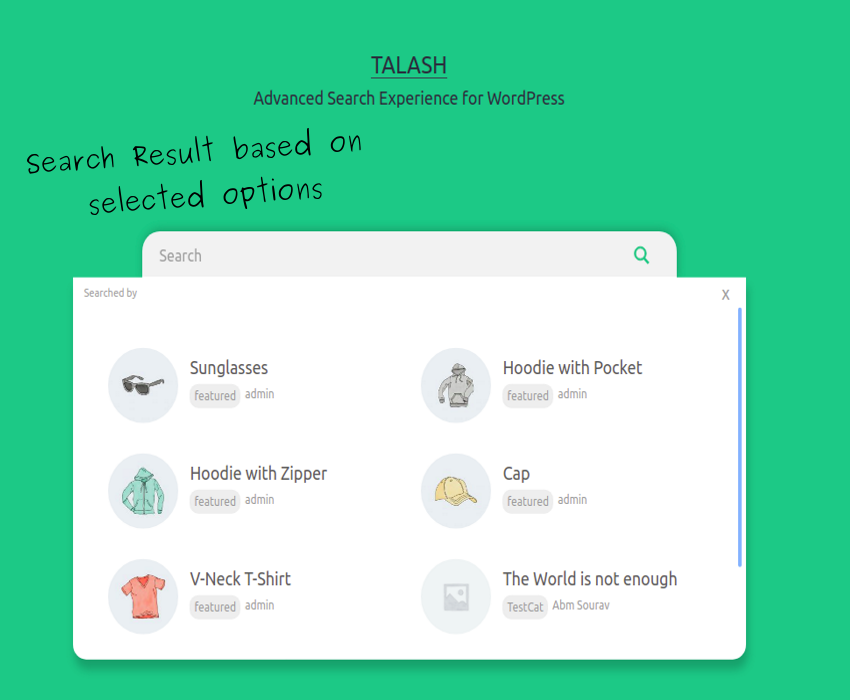 TALASH
Advanced Search Experience for WordPress
Search Result based on
selected options
Search
Searched by
X
Sunglasses
featured admin
Hoodie with Pocket
featured admin
Hoodie with Zipper
featured admin
Cap
featured admin
V-Neck T-Shirt
featured admin
The World is not enough
TestCat Abm Sourav